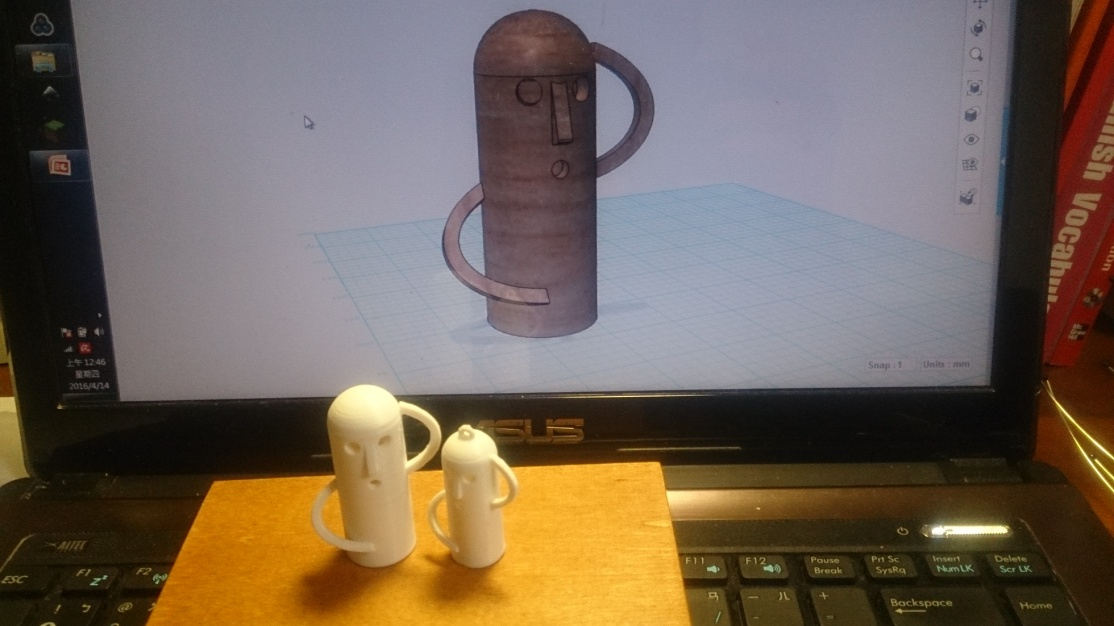 Snap : 1 Units : mm
上午 12:46
星期四
2016/4/14
ASUS
ALTEC
ESC
F1
F2
F11
F12
Pause
Break
Prt Sc
SysRq
Insert
Num LK
Delete
Scr LK
Backspace
Home